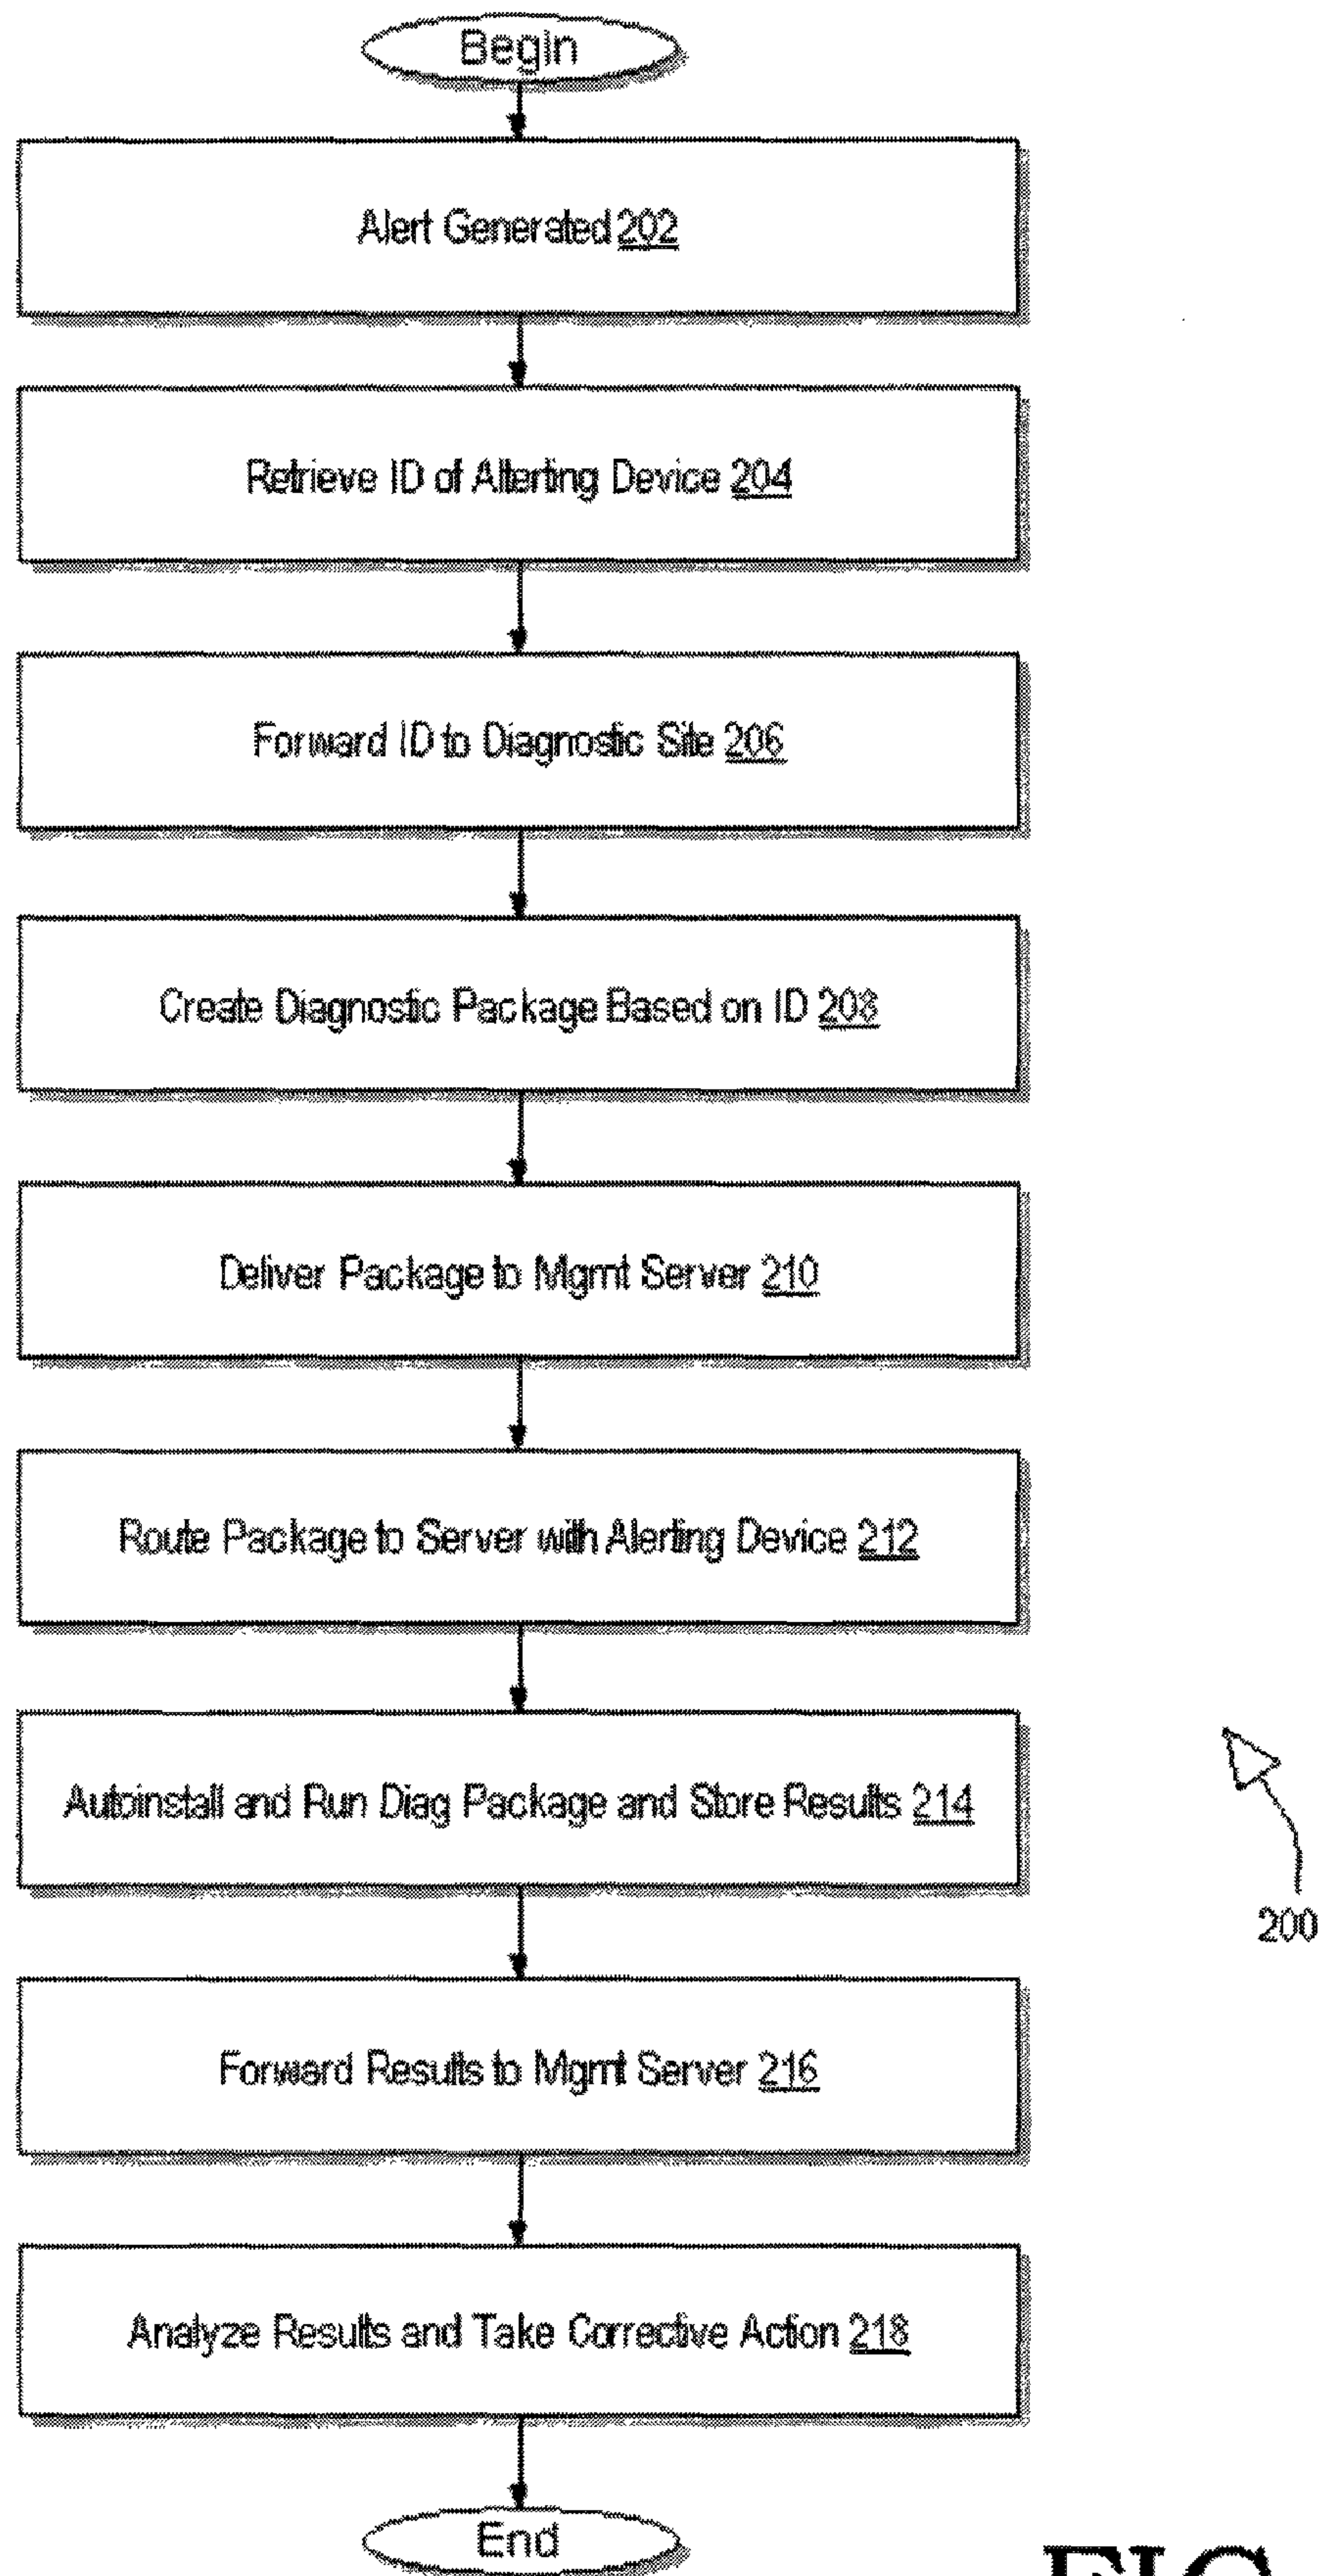 Begin
Alert Generated 202
Retrieve ID of Alterting Device 204
Forward ID to Diagnostic Site 206
Create Diagnostic Package Based on ID 208
Deliver Package to Mgmt Server 210
Route Package to Server with Alerting Device 212
Autoinstall and Run Diag Package and Store Results 214
200
Forward Results to Mgmt Server 216
Analyze Results and Take Corrective Action 218
End
FIG